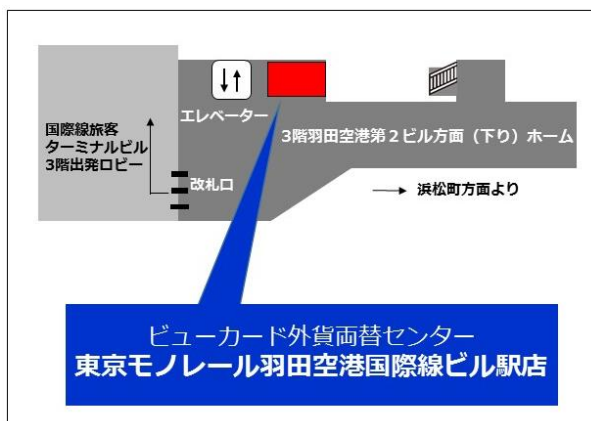 エレベーター
国際線旅客
ターミナルビル
3階出発ロビー
改札口
3階羽田空港第2ビル方面（下り）ホーム
浜松町方面より
ビューカード外貨両替センター
東京モノレール羽田空港国際線ビル駅店